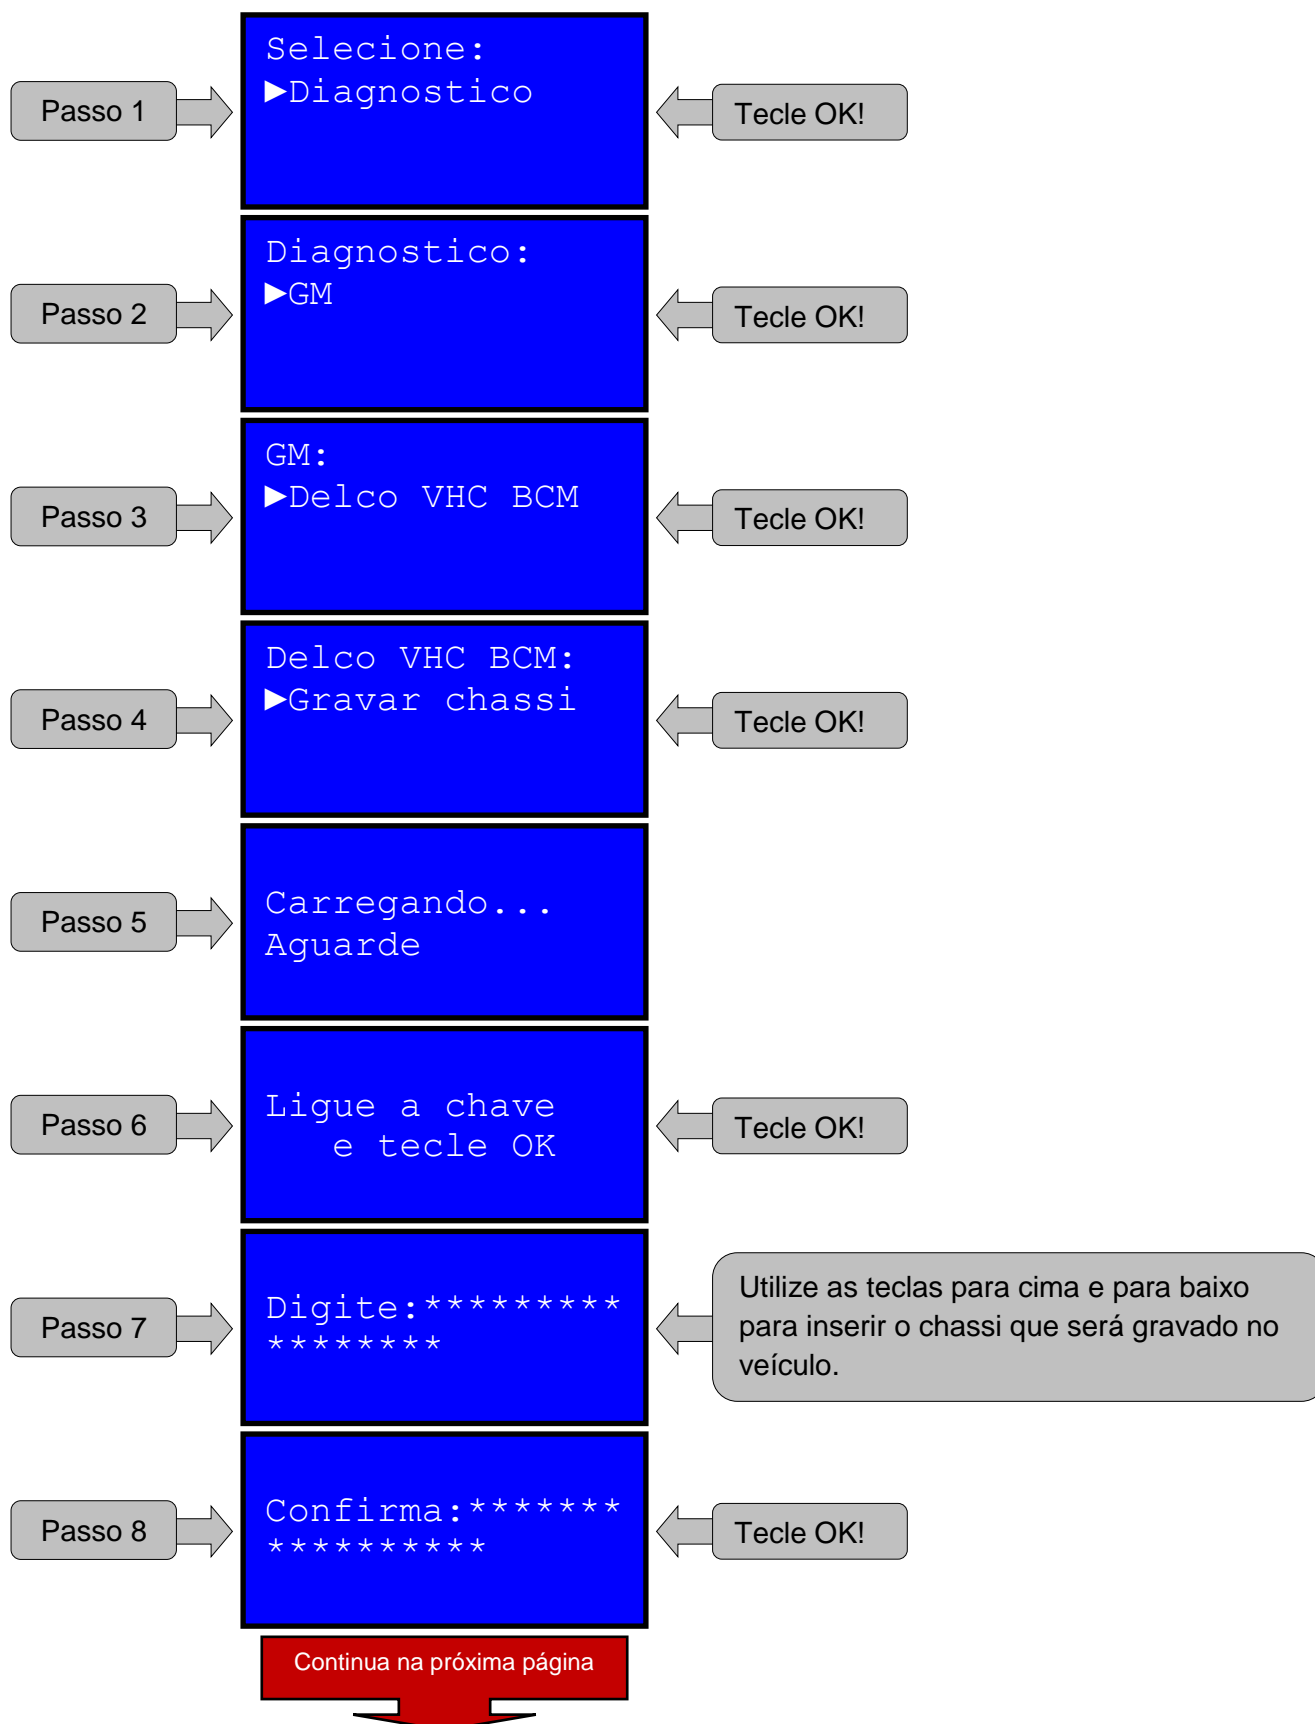 Selecione:
►Diagnostico
Passo 1
Tecle OK!
Diagnostico:
►GM
Passo 2
Tecle OK!
GM:
►Delco VHC BCM
Passo 3
Tecle OK!
Delco VHC BCM:
►Gravar chassi
Passo 4
Tecle OK!
Carregando...
Aguarde
Passo 5
Ligue a chave
e tecle OK
Passo 6
Tecle OK!
Digite:*********
********
Passo 7
Utilize as teclas para cima e para baixo
para inserir o chassi que será gravado no
veículo.
Confirma:*******
**********
Passo 8
Tecle OK!
Continua na próxima página